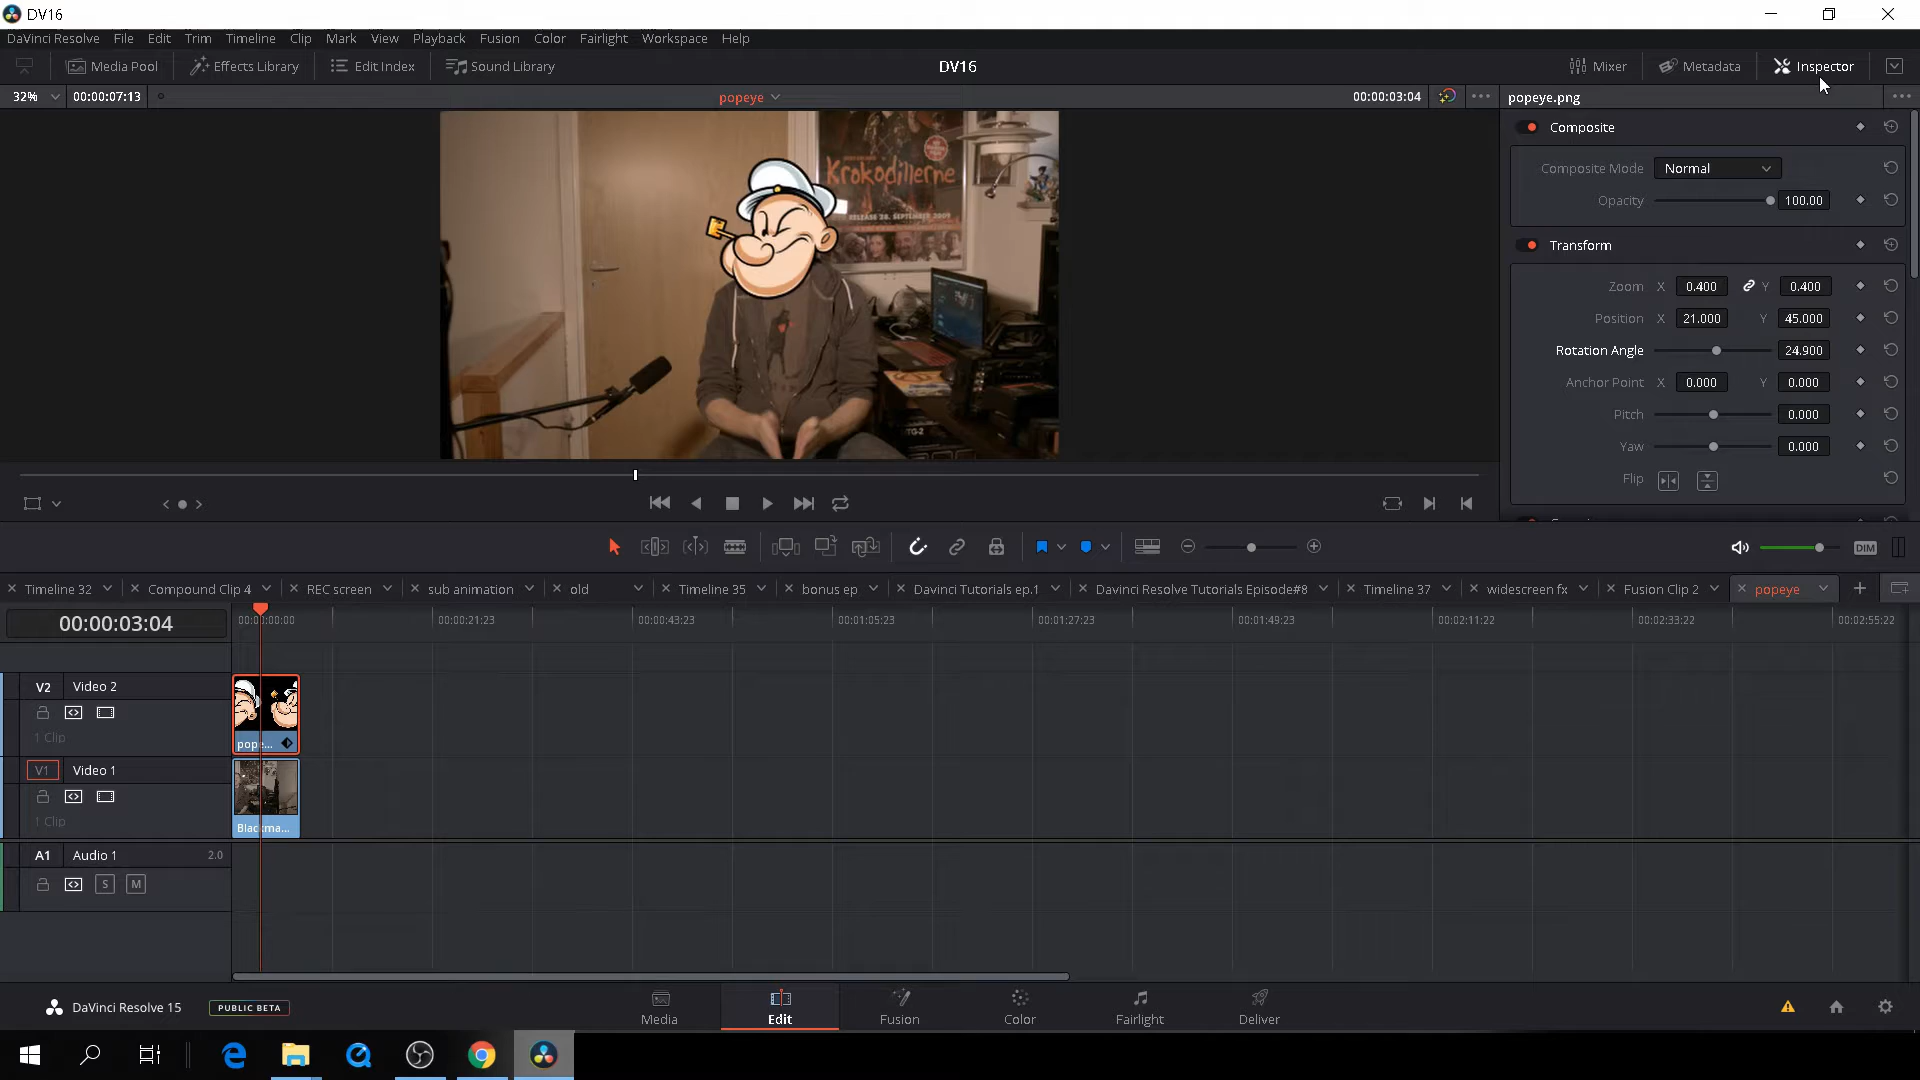 DV16
DaVinci Resolve File Edit Trim Timeline Clip Mark View Playback Fusion Color Fairlight Workspace Help
Media Pool Effects Library Edit Index Sound Library DV16 Mixer Metadata Inspector
32% 00:00:07:13 popeye 00:00:03:04 popeye.png
Composite
Composite Mode Normal
Opacity 100.00
Transform
Zoom X 0.400 Y 0.400
Position X 21.000 Y 45.000
Rotation Angle 24.900
Anchor Point X 0.000 Y 0.000
Pitch 0.000
Yaw 0.000
Flip
Krokodillerne
RELEASE 28. SEPTEMBER 2009
DIM
Timeline 32 Compound Clip 4 REC screen sub animation old Timeline 35 bonus ep Davinci Tutorials ep.1 Davinci Resolve Tutorials Episode#8 Timeline 37 widescreen fx Fusion Clip 2 popeye
00:00:03:04 00:00:00:00 00:00:21:23 00:00:43:23 00:01:05:23 00:01:27:23 00:01:49:23 00:02:11:22 00:02:33:22 00:02:55:22
V2 Video 2
1 Clip
pope...
V1 Video 1
1 Clip
Blackma...
A1 Audio 1 2.0
S M
DaVinci Resolve 15 PUBLIC BETA
Media Edit Fusion Color Fairlight Deliver